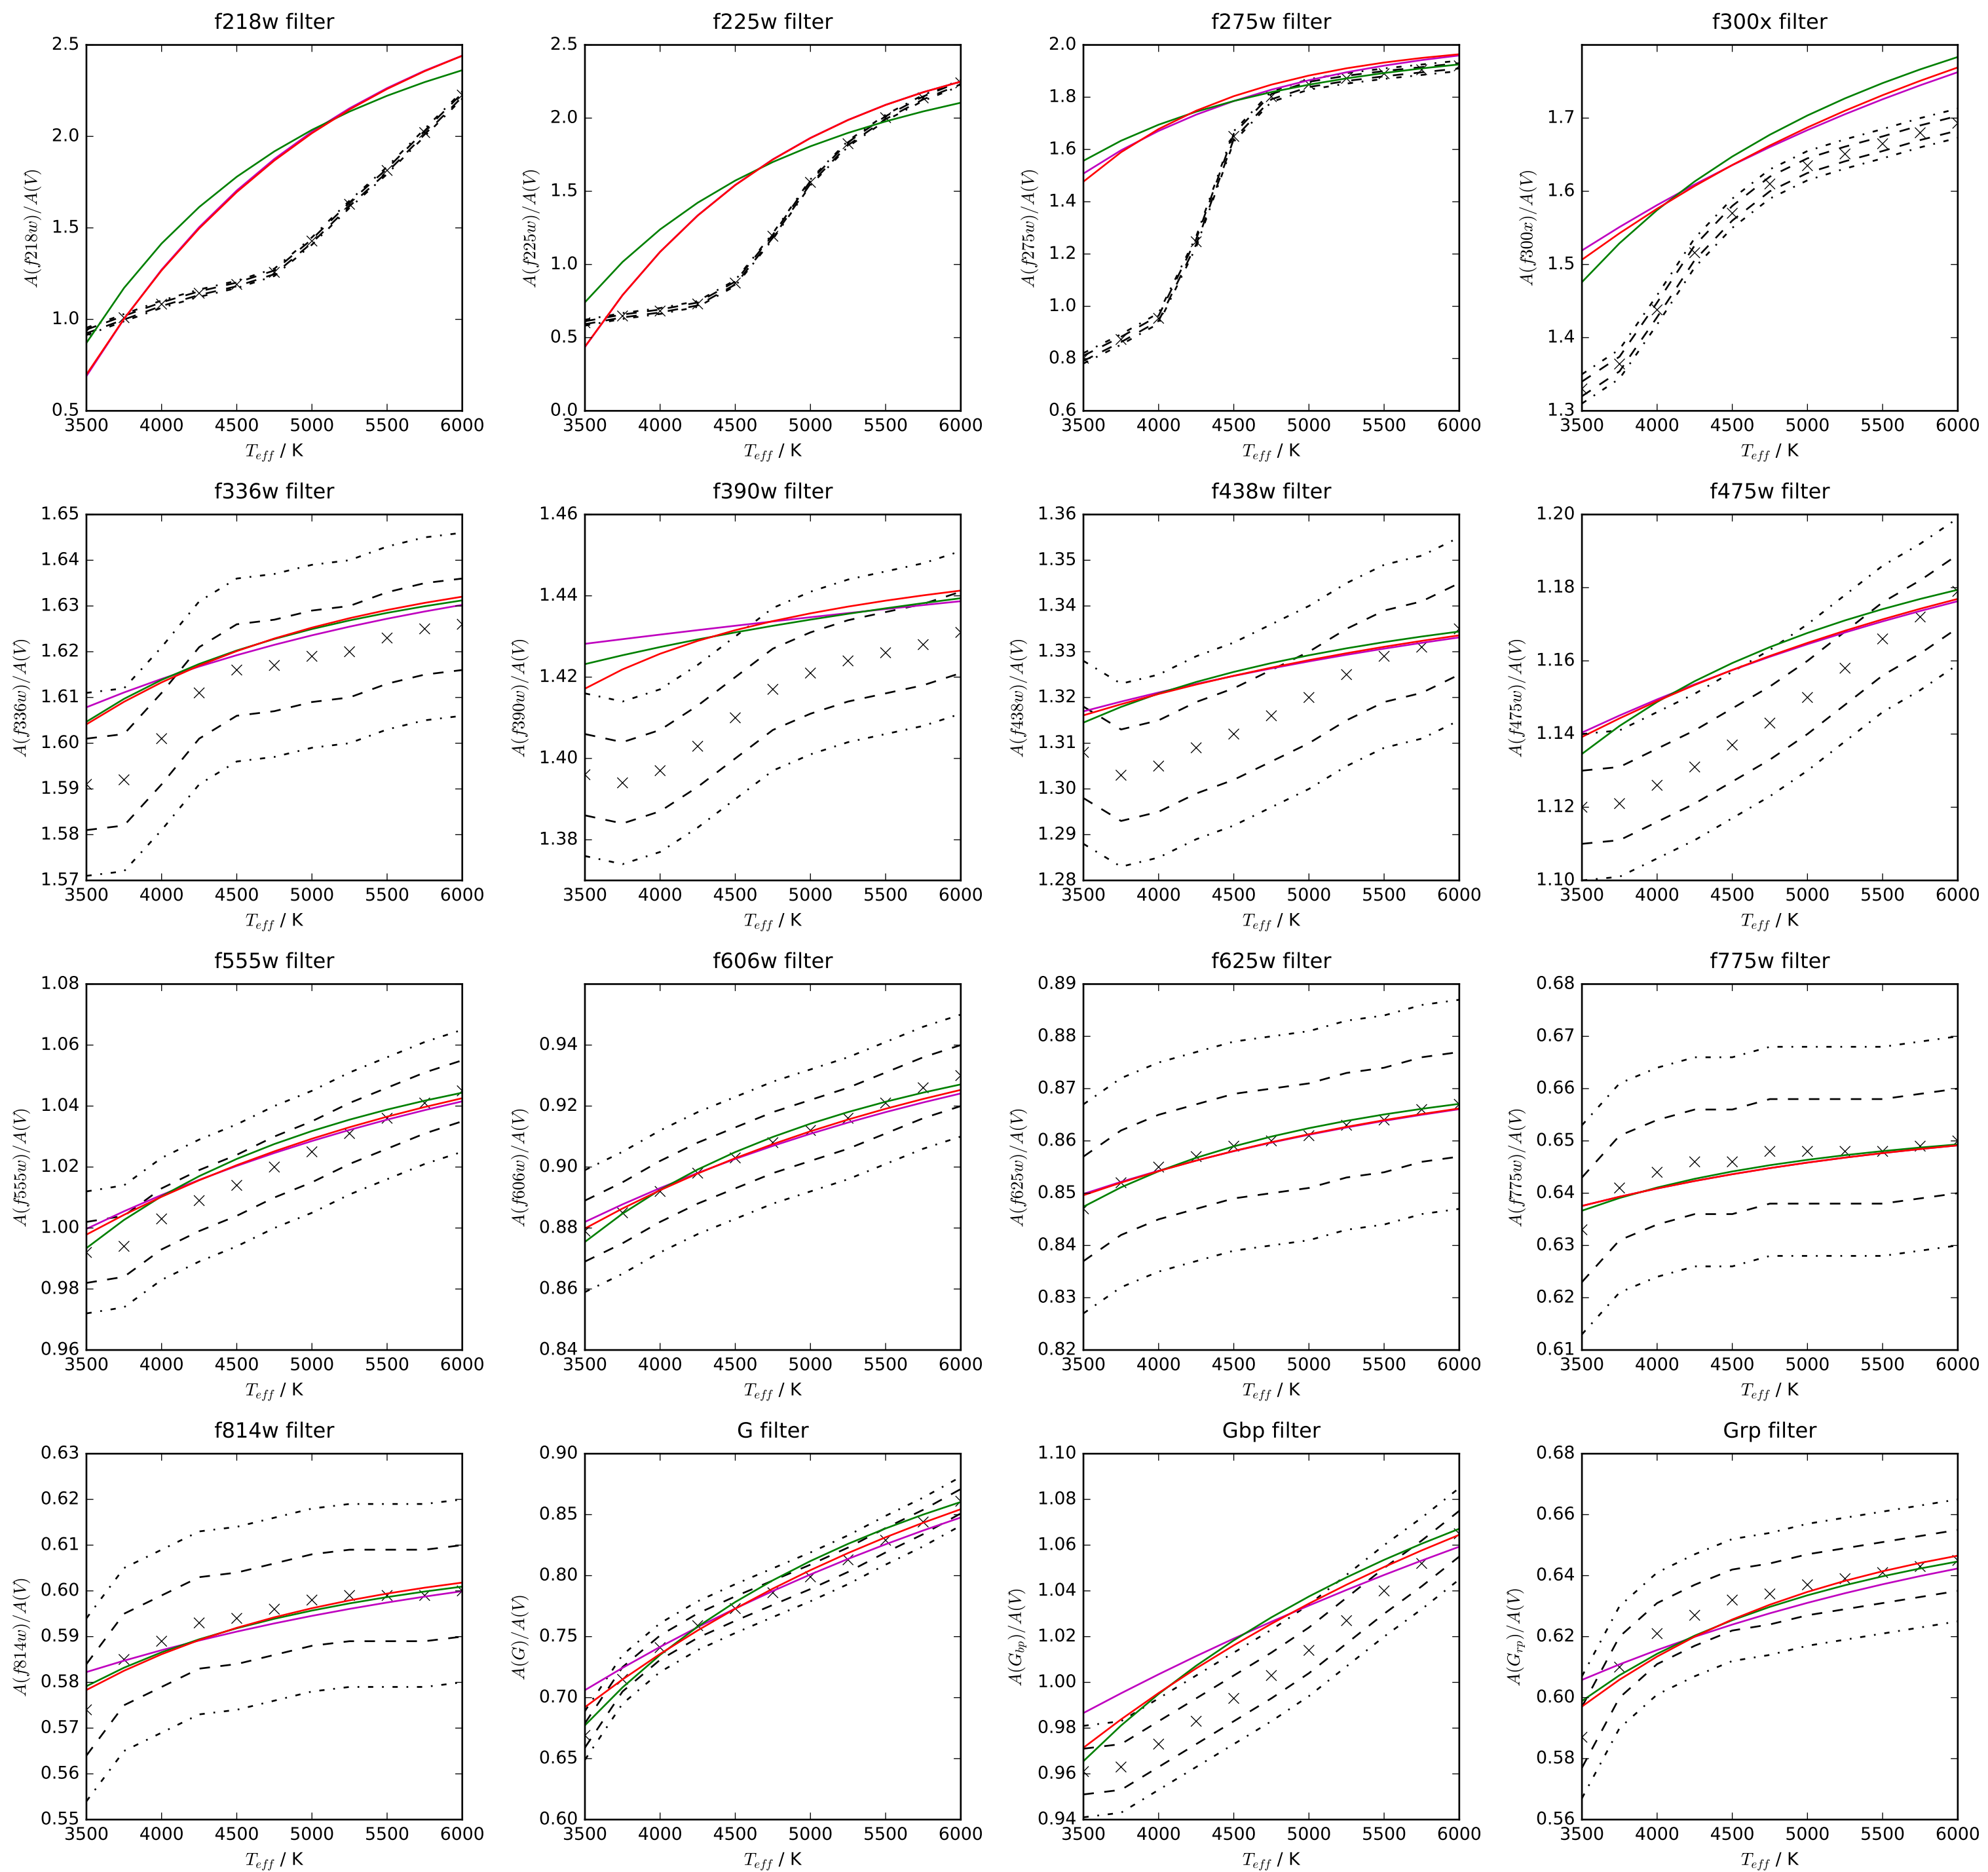 f218w filter f225w filter f275w filter f300x filter
2.5 2.5 2.0
2.0 2.0 1.8 1.7
1.6
1.5 1.6
A(f218w)/A(V) A(f225w)/A(V) 1.5 A(f275w)/A(V) 1.4 A(f300x)/A(V)
1.0 1.2 1.5
1.0 1.0
0.5 1.4
0.8
0.5 0.0 0.6 1.3
3500 4000 4500 5000 5500 6000 3500 4000 4500 5000 5500 6000 3500 4000 4500 5000 5500 6000 3500 4000 4500 5000 5500 6000
T_eff / K T_eff / K T_eff / K T_eff / K
f336w filter f390w filter f438w filter f475w filter
1.65 1.46 1.36 1.20
1.64 1.35
1.63 1.44 1.34 1.18
1.62 1.33 1.16
A(f336w)/A(V) 1.61 A(f390w)/A(V) 1.42 A(f438w)/A(V) 1.32 A(f475w)/A(V)
1.60 1.40 1.31 1.14
1.59 1.30 1.12
1.58 1.38 1.29
1.57 1.28 1.10
3500 4000 4500 5000 5500 6000 3500 4000 4500 5000 5500 6000 3500 4000 4500 5000 5500 6000 3500 4000 4500 5000 5500 6000
T_eff / K T_eff / K T_eff / K T_eff / K
f555w filter f606w filter f625w filter f775w filter
1.08 0.89 0.68
1.06 0.94 0.88 0.67
1.04 0.92 0.87 0.66
A(f555w)/A(V) 1.02 A(f606w)/A(V) 0.90 A(f625w)/A(V) 0.86 A(f775w)/A(V) 0.65
1.00 0.88 0.85 0.64
0.84 0.63
0.98 0.86 0.83 0.62
0.96 0.84 0.82 0.61
3500 4000 4500 5000 5500 6000 3500 4000 4500 5000 5500 6000 3500 4000 4500 5000 5500 6000 3500 4000 4500 5000 5500 6000
T_eff / K T_eff / K T_eff / K T_eff / K
f814w filter G filter Gbp filter Grp filter
0.63 0.90 1.10 0.68
0.62 0.85 1.08 0.66
0.61 1.06
0.60 0.80 1.04 0.64
A(f814w)/A(V) 0.59 A(G)/A(V) 0.75 A(G_bp)/A(V) 1.02 A(G_rp)/A(V) 0.62
0.58 0.70 1.00 0.60
0.57 0.98
0.56 0.65 0.96 0.58
0.55 0.60 0.94 0.56
3500 4000 4500 5000 5500 6000 3500 4000 4500 5000 5500 6000 3500 4000 4500 5000 5500 6000 3500 4000 4500 5000 5500 6000
T_eff / K T_eff / K T_eff / K T_eff / K